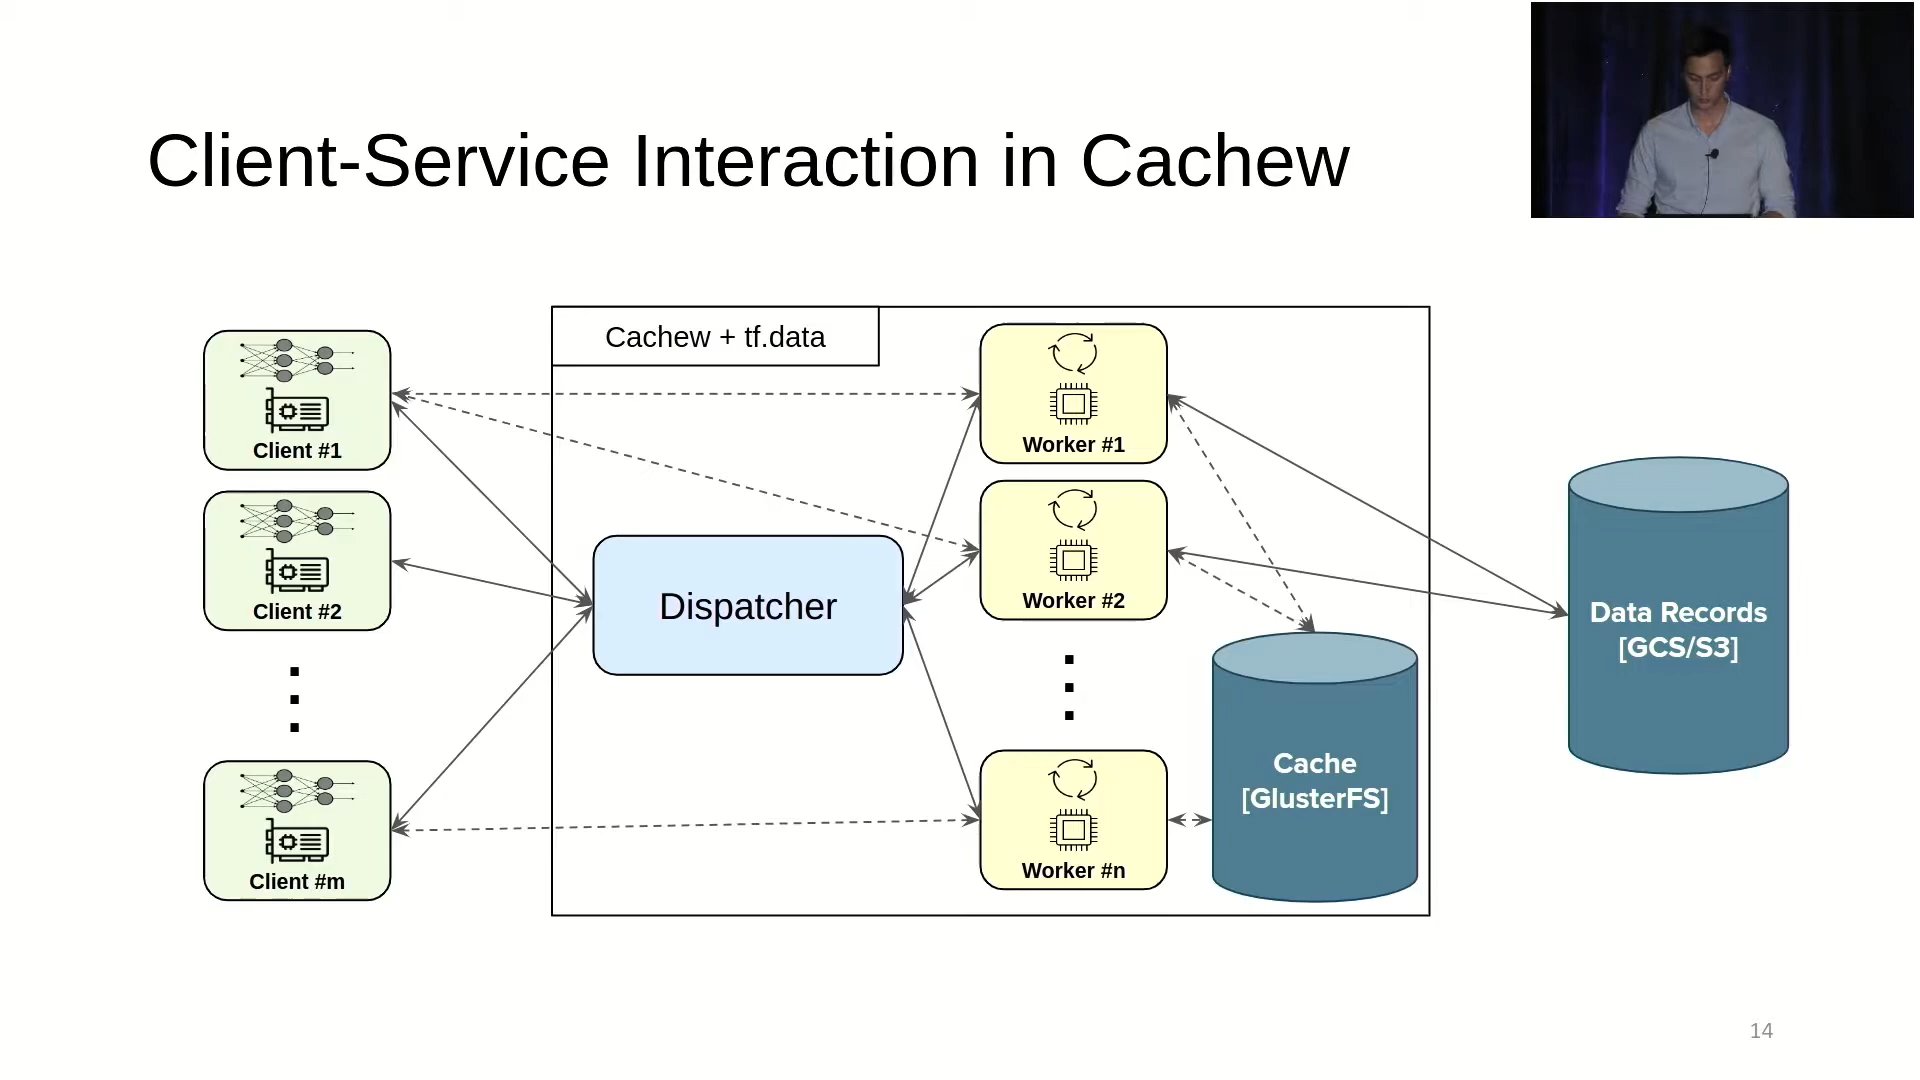 Client-Service Interaction in Cachew
Cachew + tf.data
Client #1
Client #2
Client #m
Dispatcher
Worker #1
Worker #2
Worker #n
Cache
[GlusterFS]
Data Records
[GCS/S3]
14